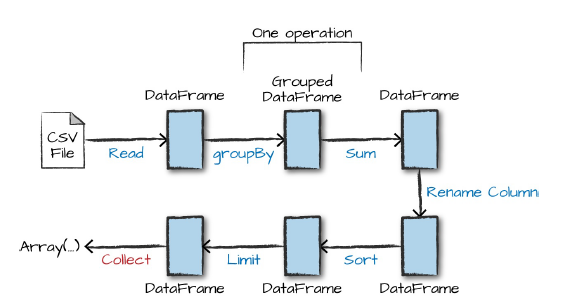 One operation
Grouped
DataFrame
DataFrame
DataFrame
CSV
File
Read
groupBy
Sum
Rename Column
Array(...)
Collect
Limit
Sort
DataFrame
DataFrame
DataFrame